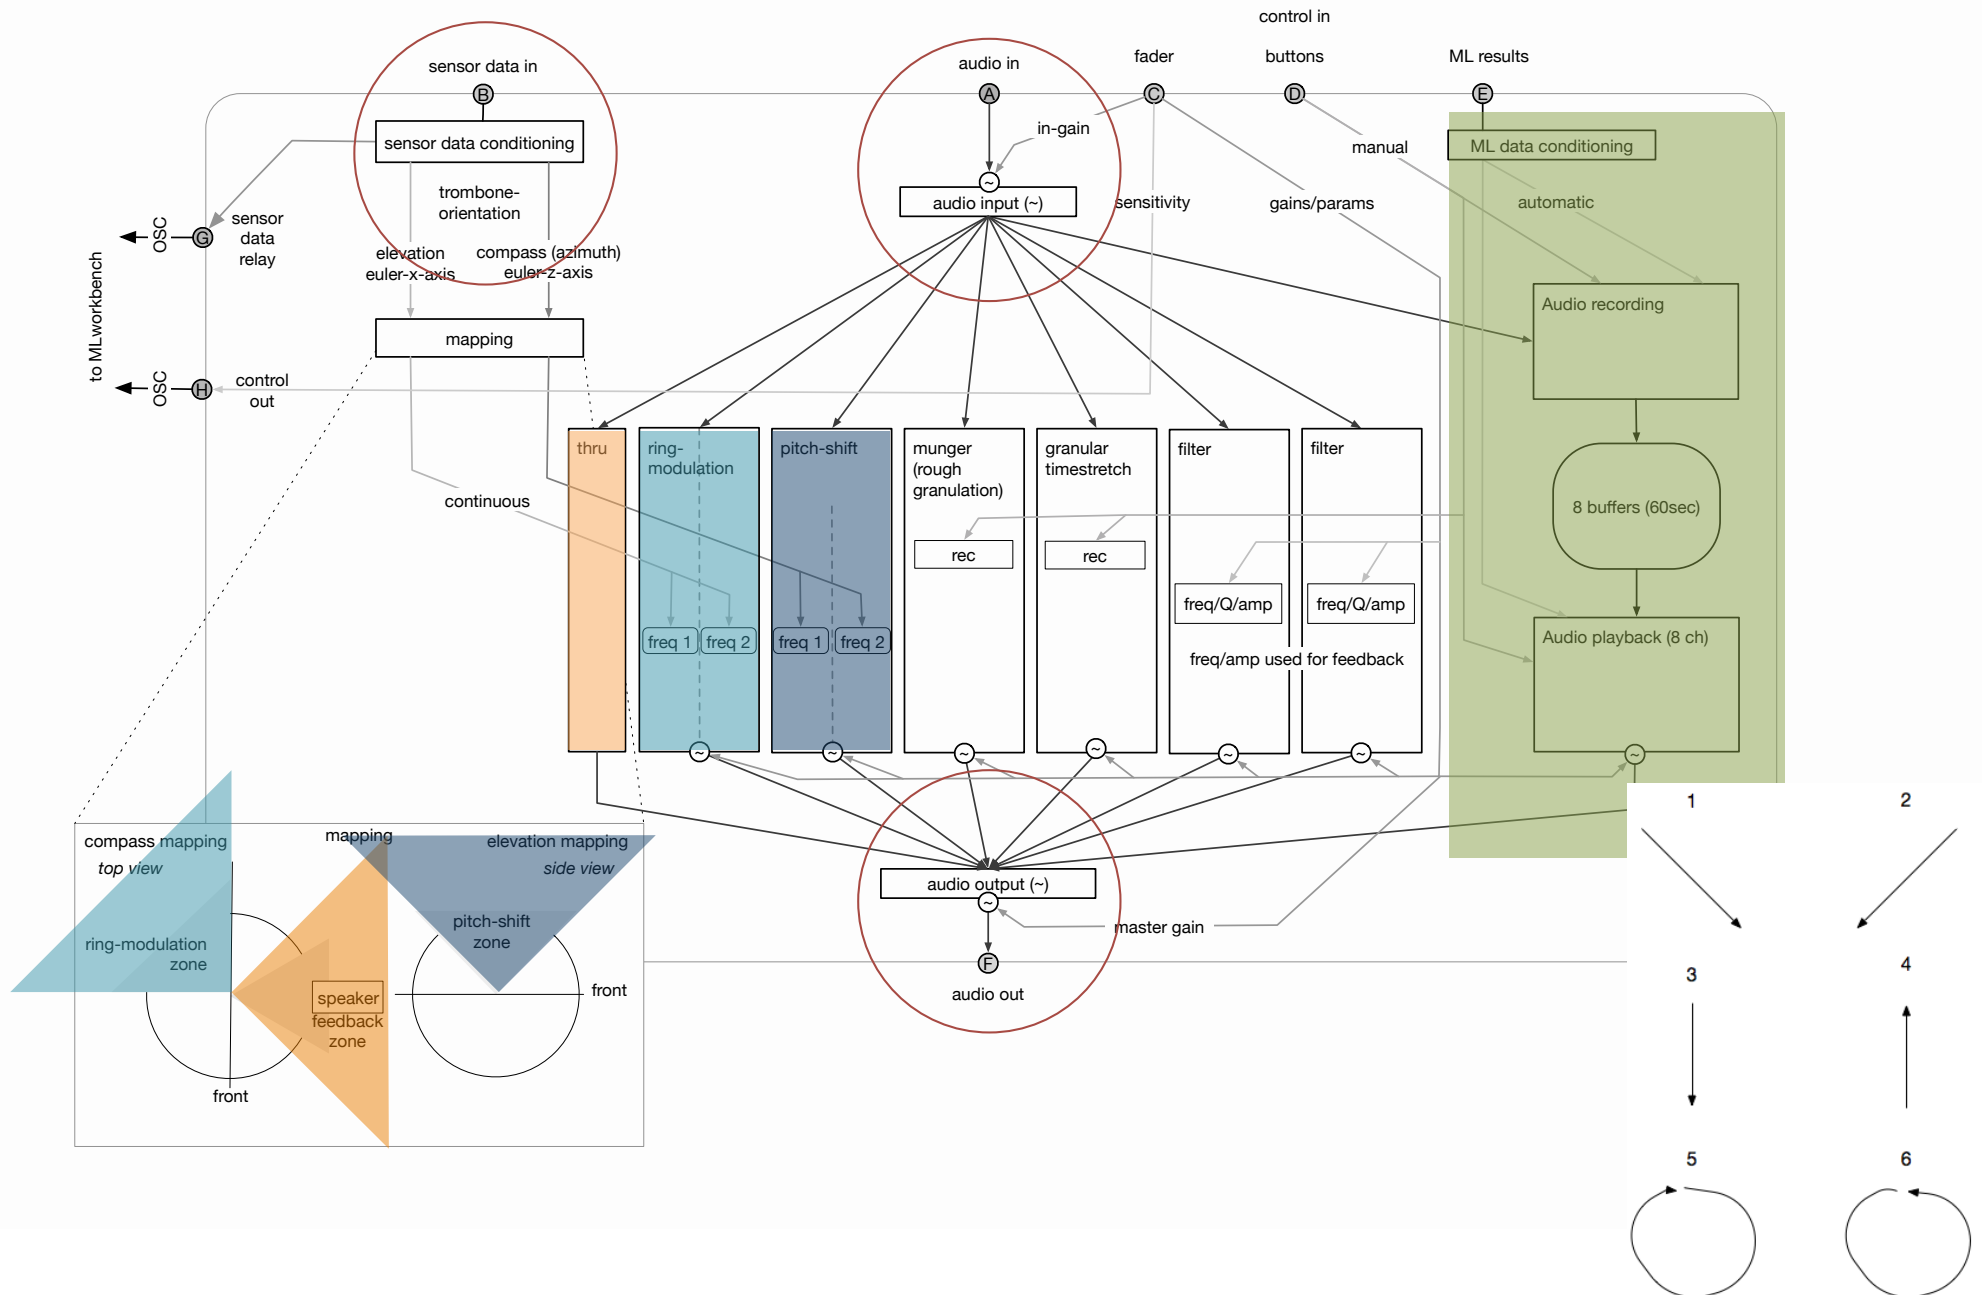 control in
sensor data in
audio in
fader
buttons
ML results
B
A
C
D
E
sensor data conditioning
in-gain
manual
ML data conditioning
trombone-
orientation
audio input (~)
~
sensitivity
gains/params
automatic
OSC
G
sensor
data
relay
elevation
euler-x-axis
compass (azimuth)
euler-z-axis
to MLworkbench
mapping
Audio recording
OSC
H
control
out
thru
ring-
modulation
pitch-shift
munger
(rough
granulation)
granular
timestretch
filter
filter
continuous
8 buffers (60sec)
rec
rec
freq/Q/amp
freq/Q/amp
freq 1
freq 2
freq 1
freq 2
freq/amp used for feedback
Audio playback (8 ch)
~
~
~
~
~
~
~
compass mapping
top view
mapping
elevation mapping
side view
audio output (~)
~
master gain
F
audio out
ring-modulation
zone
pitch-shift
zone
speaker
feedback
zone
front
front
1
2
3
4
5
6